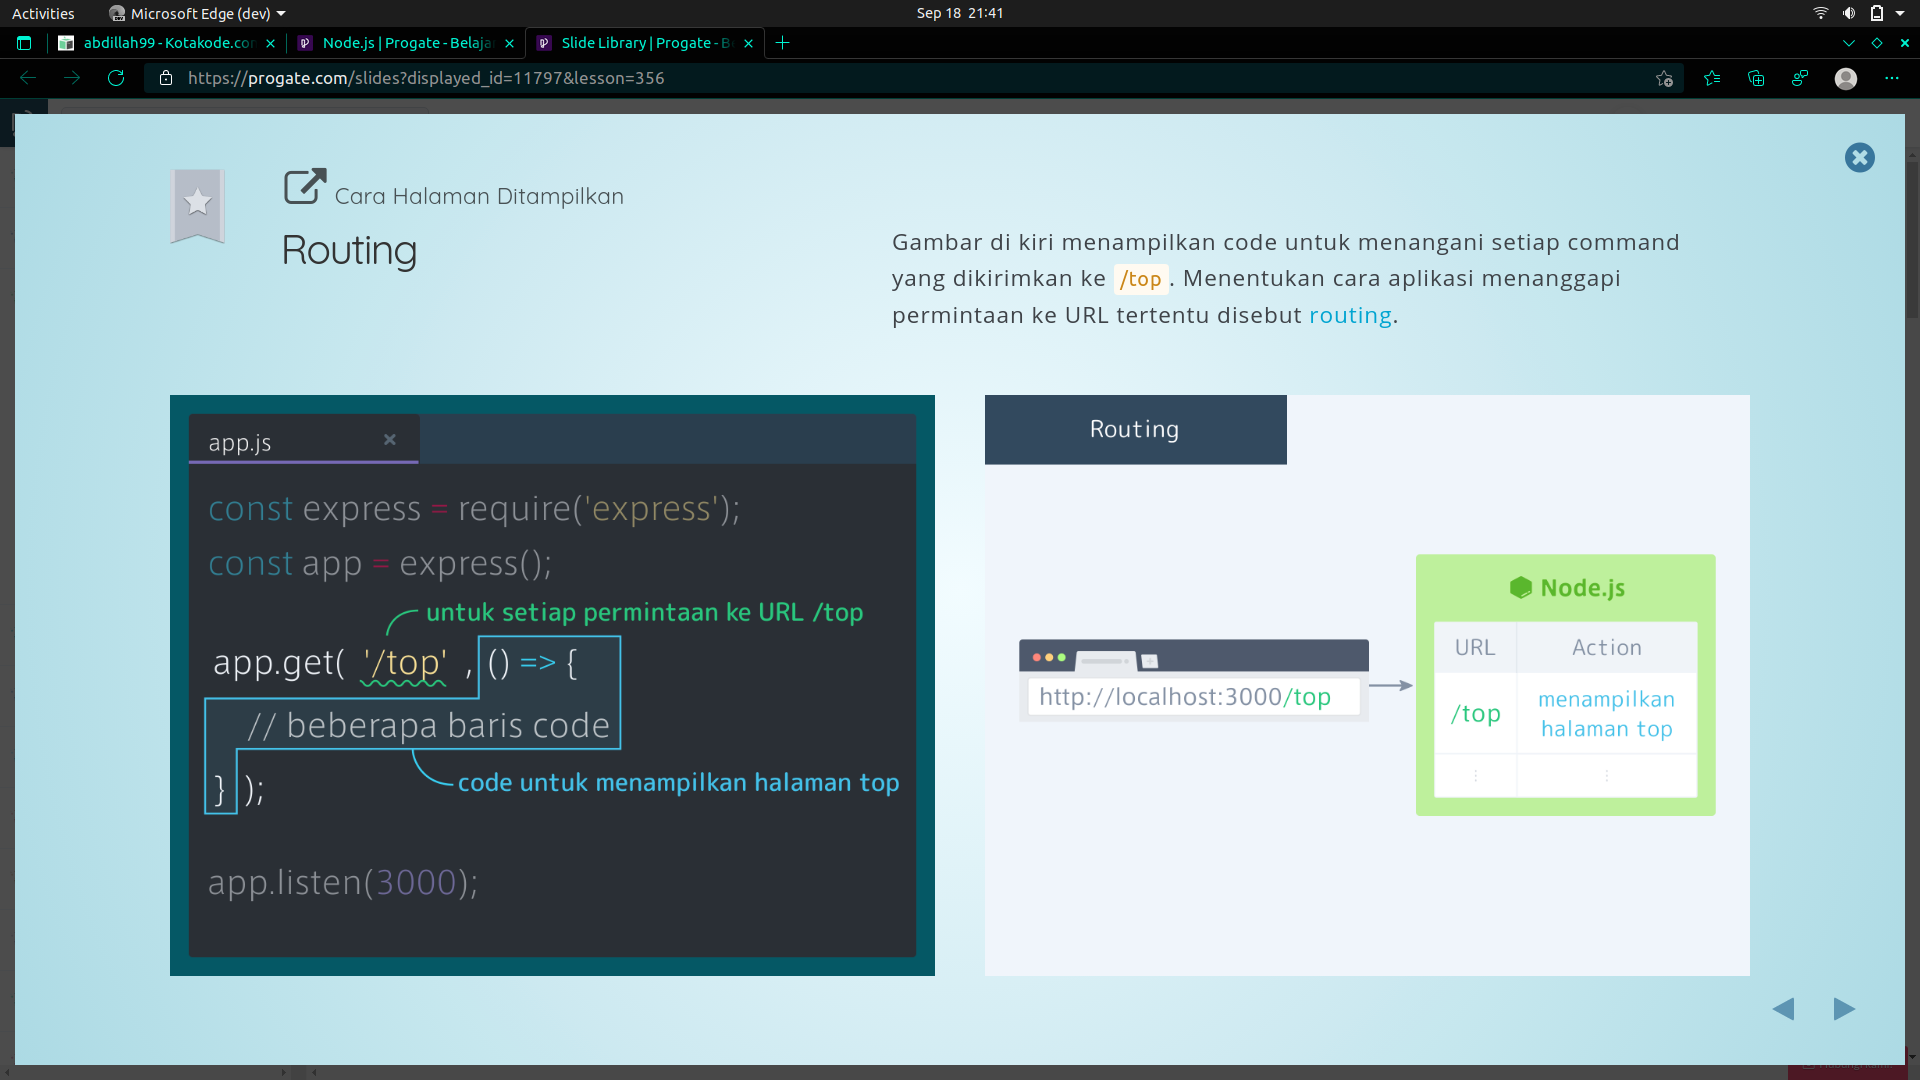 Activities
Microsoft Edge (dev)
Sep 18 21:41
abdillah99 - Kotakode.con
Node.js | Progate - Belaja
Slide Library | Progate - Be
https://progate.com/slides?displayed_id=11797&lesson=356
Cara Halaman Ditampilkan
Routing
Gambar di kiri menampilkan code untuk menangani setiap command
yang dikirimkan ke /top. Menentukan cara aplikasi menanggapi
permintaan ke URL tertentu disebut routing.
app.js
const express = require('express');
const app = express();
untuk setiap permintaan ke URL /top
app.get( '/top' , () => {
// beberapa baris code
} );
code untuk menampilkan halaman top
app.listen(3000);
Routing
http://localhost:3000/top
Node.js
URL Action
/top menampilkan
halaman top